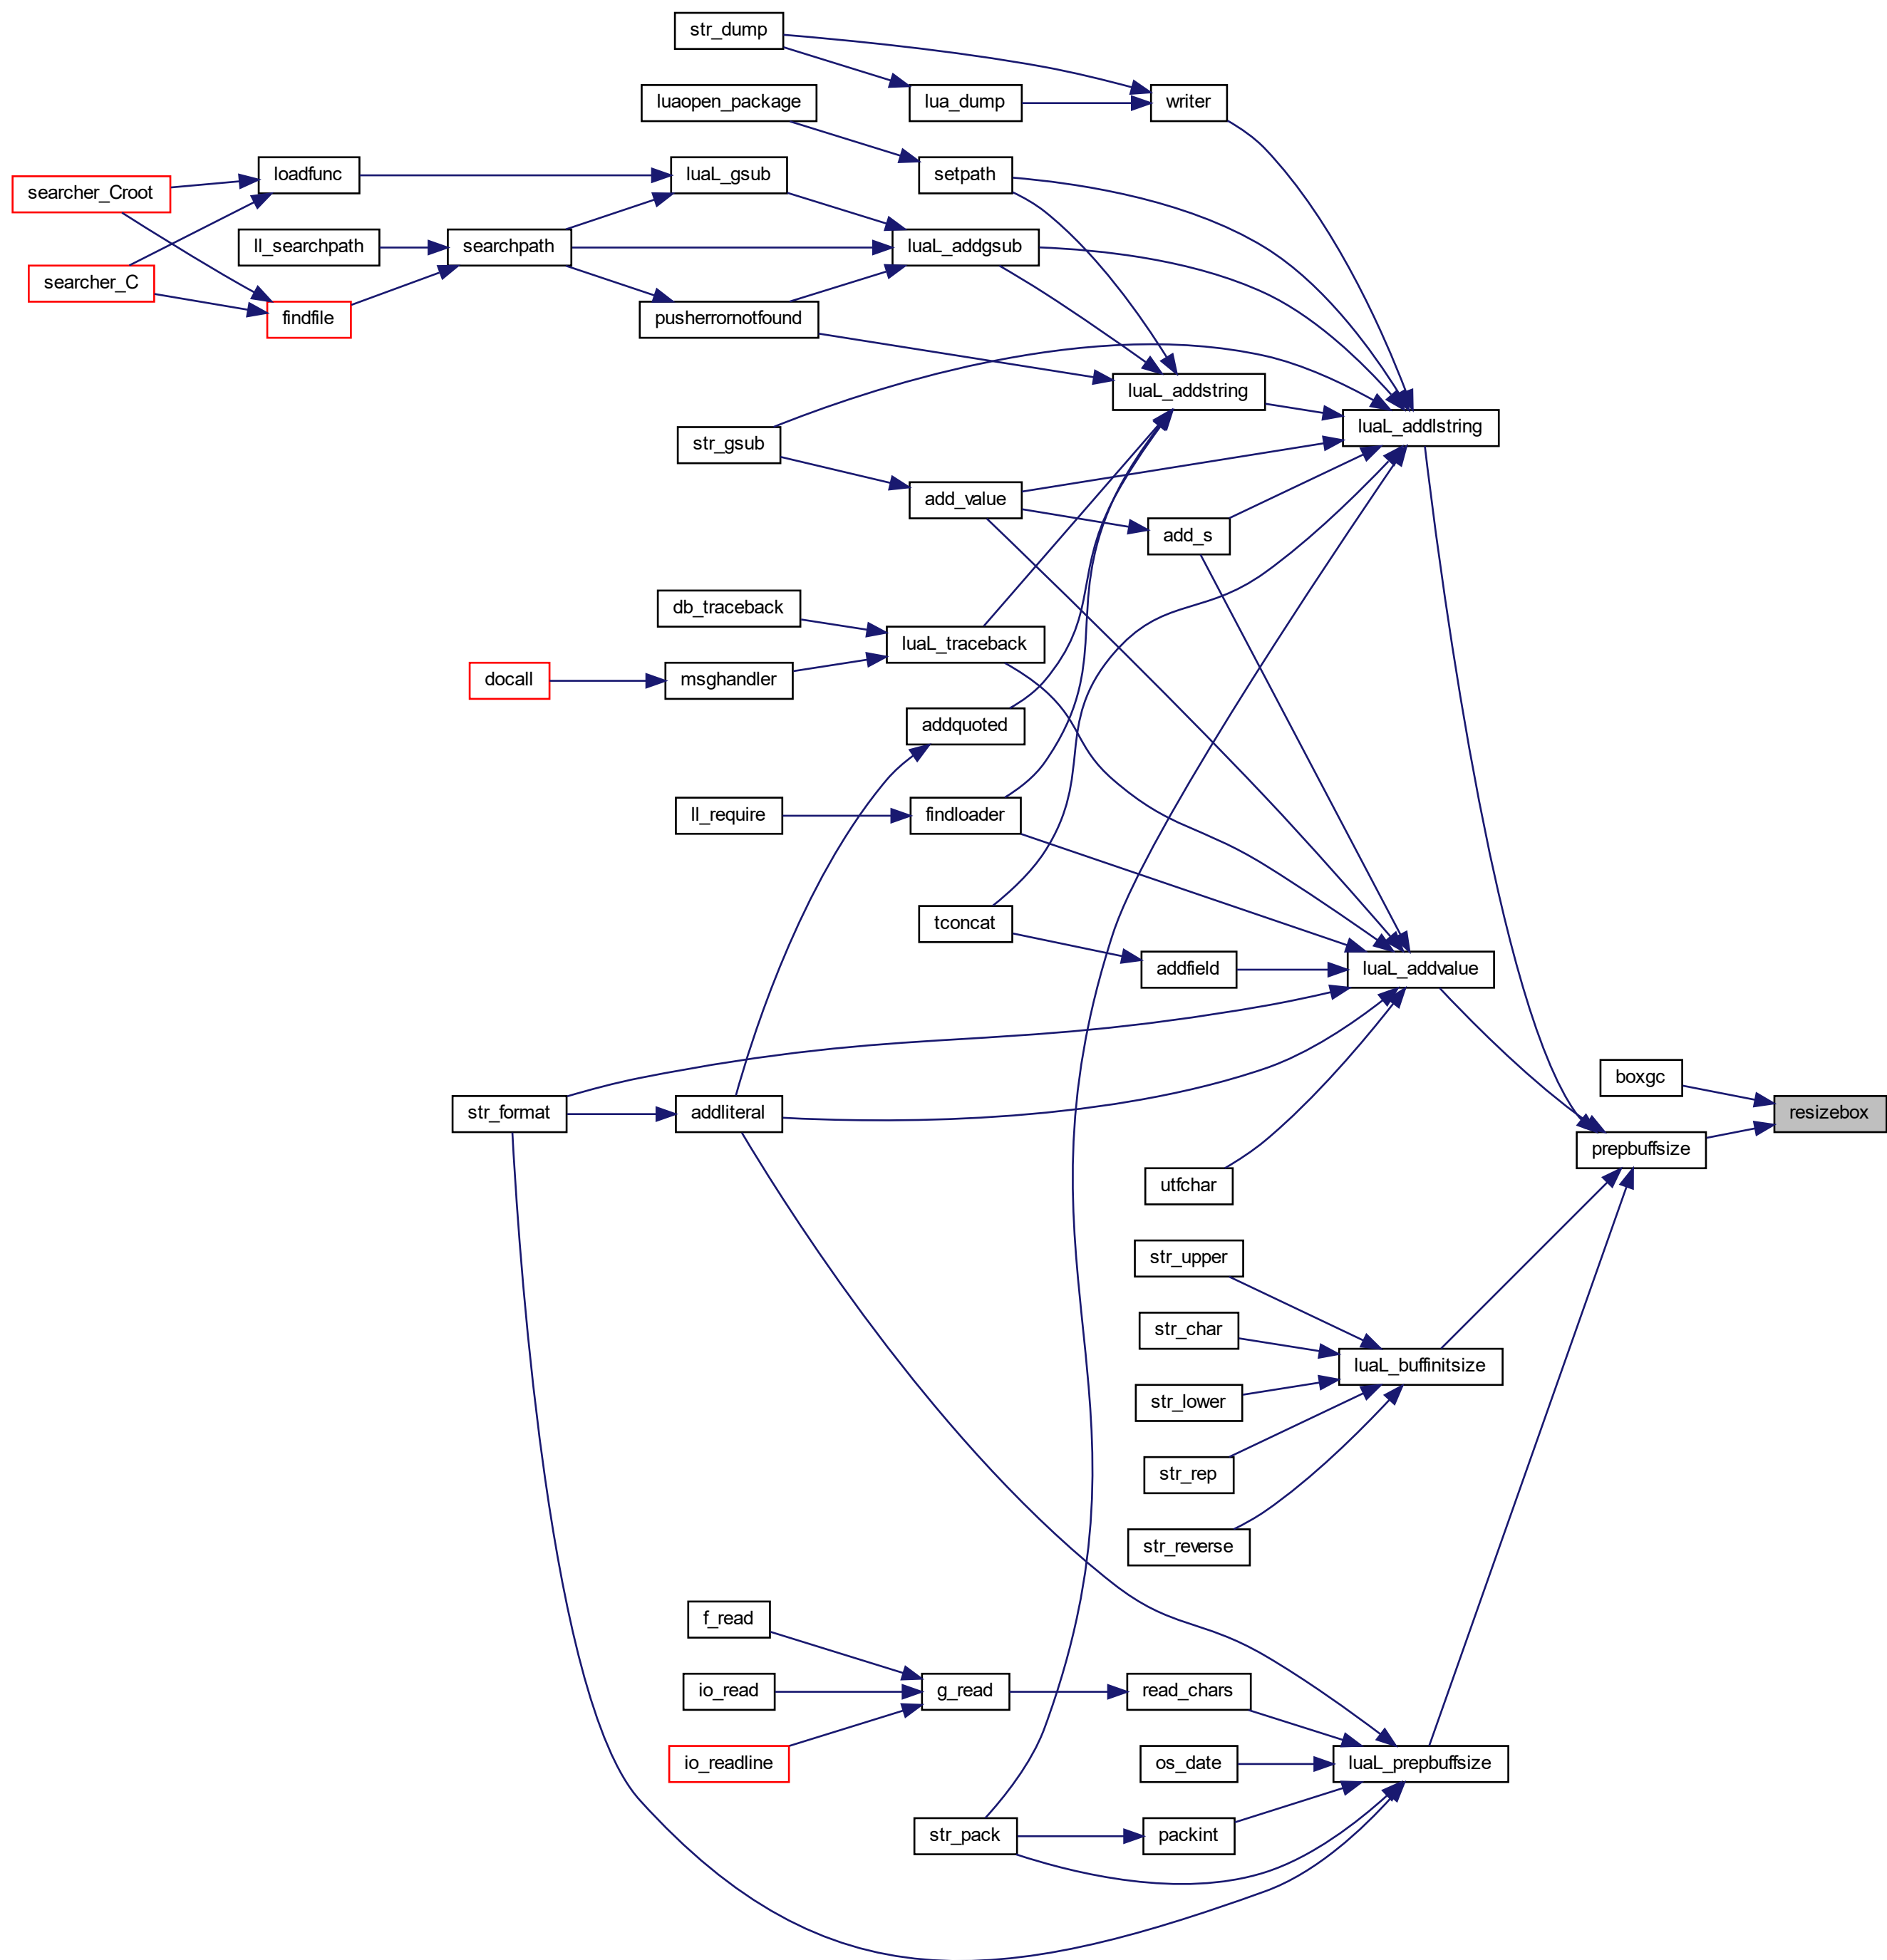 str_dump
lua_dump
writer
luaopen_package
setpath
loadfunc
luaL_gsub
searcher_Croot
ll_searchpath
searchpath
luaL_addgsub
searcher_C
findfile
pusherrornotfound
luaL_addstring
luaL_addlstring
str_gsub
add_value
add_s
db_traceback
luaL_traceback
docall
msghandler
addquoted
ll_require
findloader
tconcat
addfield
luaL_addvalue
boxgc
resizebox
str_format
addliteral
prepbuffsize
utfchar
str_upper
str_char
luaL_buffinitsize
str_lower
str_rep
str_reverse
f_read
io_read
g_read
read_chars
io_readline
os_date
luaL_prepbuffsize
str_pack
packint